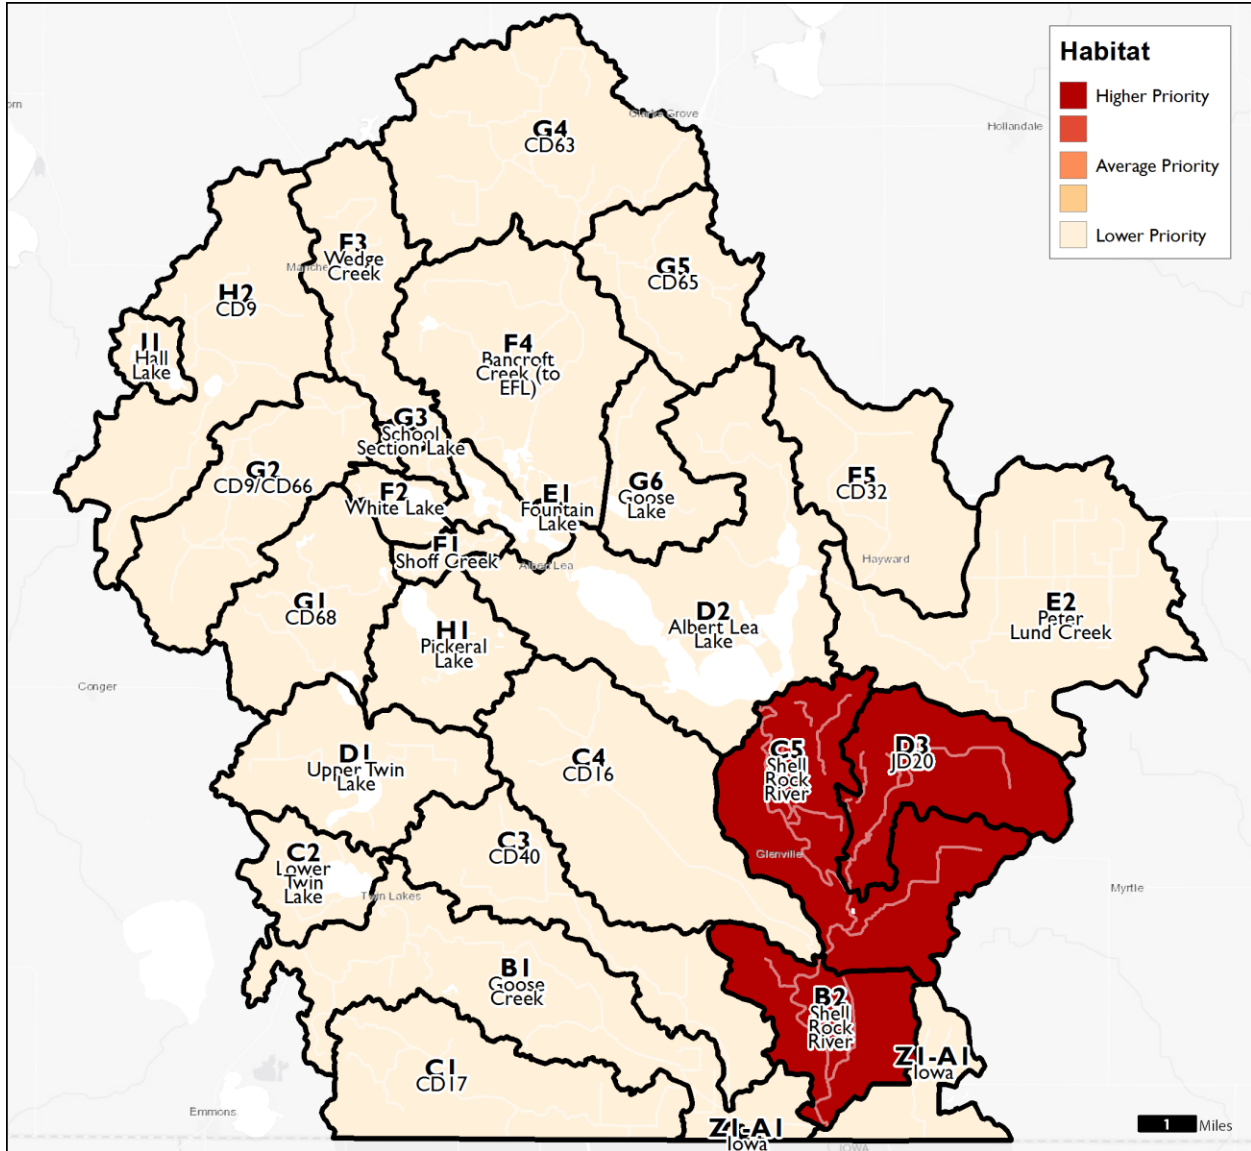 Habitat
Higher Priority
Average Priority
Lower Priority
G4
CD63
Hollandale
F3
Wedge
Creek
G5
CD65
H2
CD9
I1
Hall
Lake
F4
Bancroft
Creek (to
EFL)
G3
School
Section Lake
G2
CD9/CD66
F2
White Lake
E1
Fountain
Lake
G6
Goose
Lake
F5
CD32
F1
Shoff Creek
Albert Lea
Hayward
G1
CD68
H1
Pickeral
Lake
D2
Albert Lea
Lake
E2
Peter
Lund Creek
Conger
D1
Upper Twin
Lake
C4
CD16
C5
Shell
Rock
River
D3
JD20
C2
Lower
Twin
Lake
C3
CD40
Glenville
Twin Lakes
Myrtle
B1
Goose
Creek
B2
Shell
Rock
River
Z1-A1
Iowa
C1
CD17
Emmons
Z1-A1
Iowa
IOWA
1 Miles